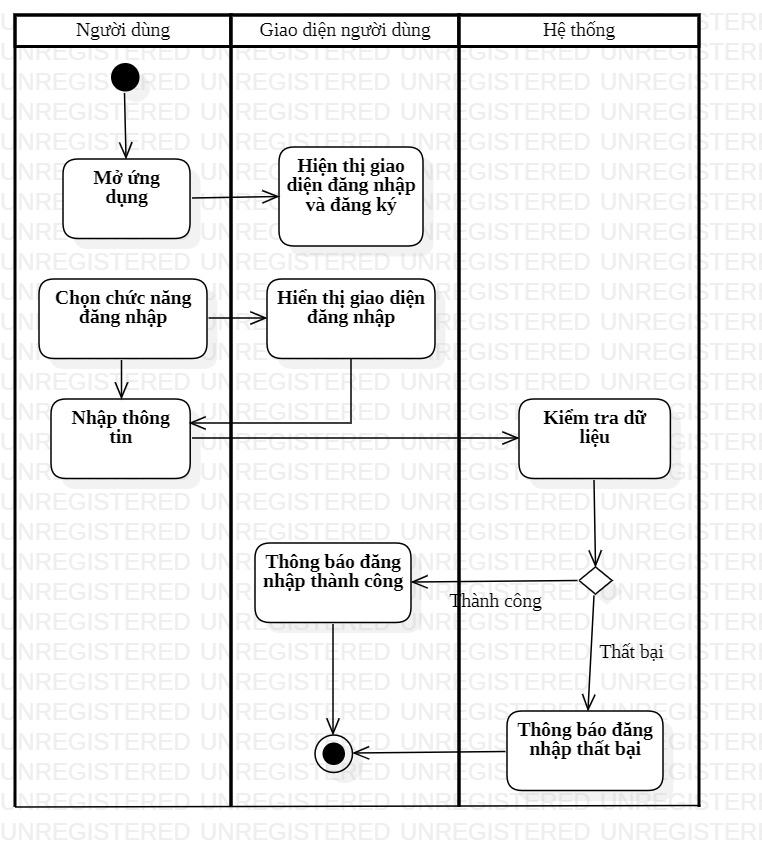 Người dùng
Giao diện người dùng
Hệ thống
Mở ứng
dụng
Hiện thị giao
diện đăng nhập
và đăng ký
Chọn chức năng
đăng nhập
Hiển thị giao diện
đăng nhập
Nhập thông
tin
Kiểm tra dữ
liệu
Thông báo đăng
nhập thành công
Thành công
Thất bại
Thông báo đăng
nhập thất bại
UNREGISTERED